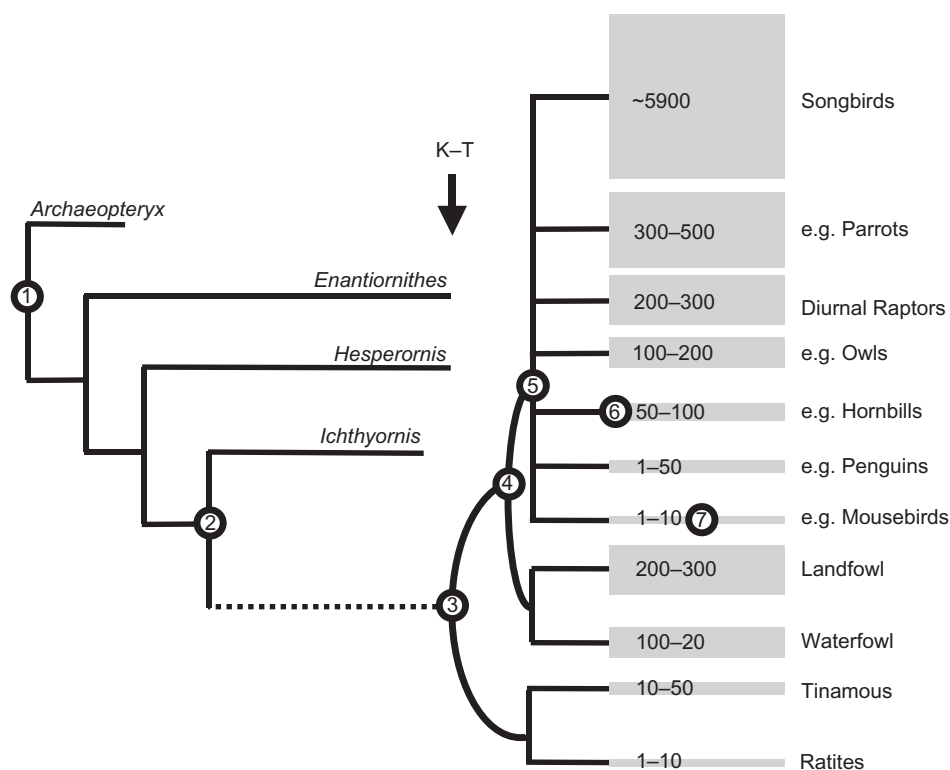 ~5900 Songbirds
K–T
Archaeopteryx
300–500 e.g. Parrots
Enantiornithes
1
200–300 Diurnal Raptors
Hesperornis
100–200 e.g. Owls
5
6 50–100 e.g. Hornbills
Ichthyornis
1–50 e.g. Penguins
4
2
1–10 7 e.g. Mousebirds
200–300 Landfowl
3
100–20 Waterfowl
10–50 Tinamous
1–10 Ratites